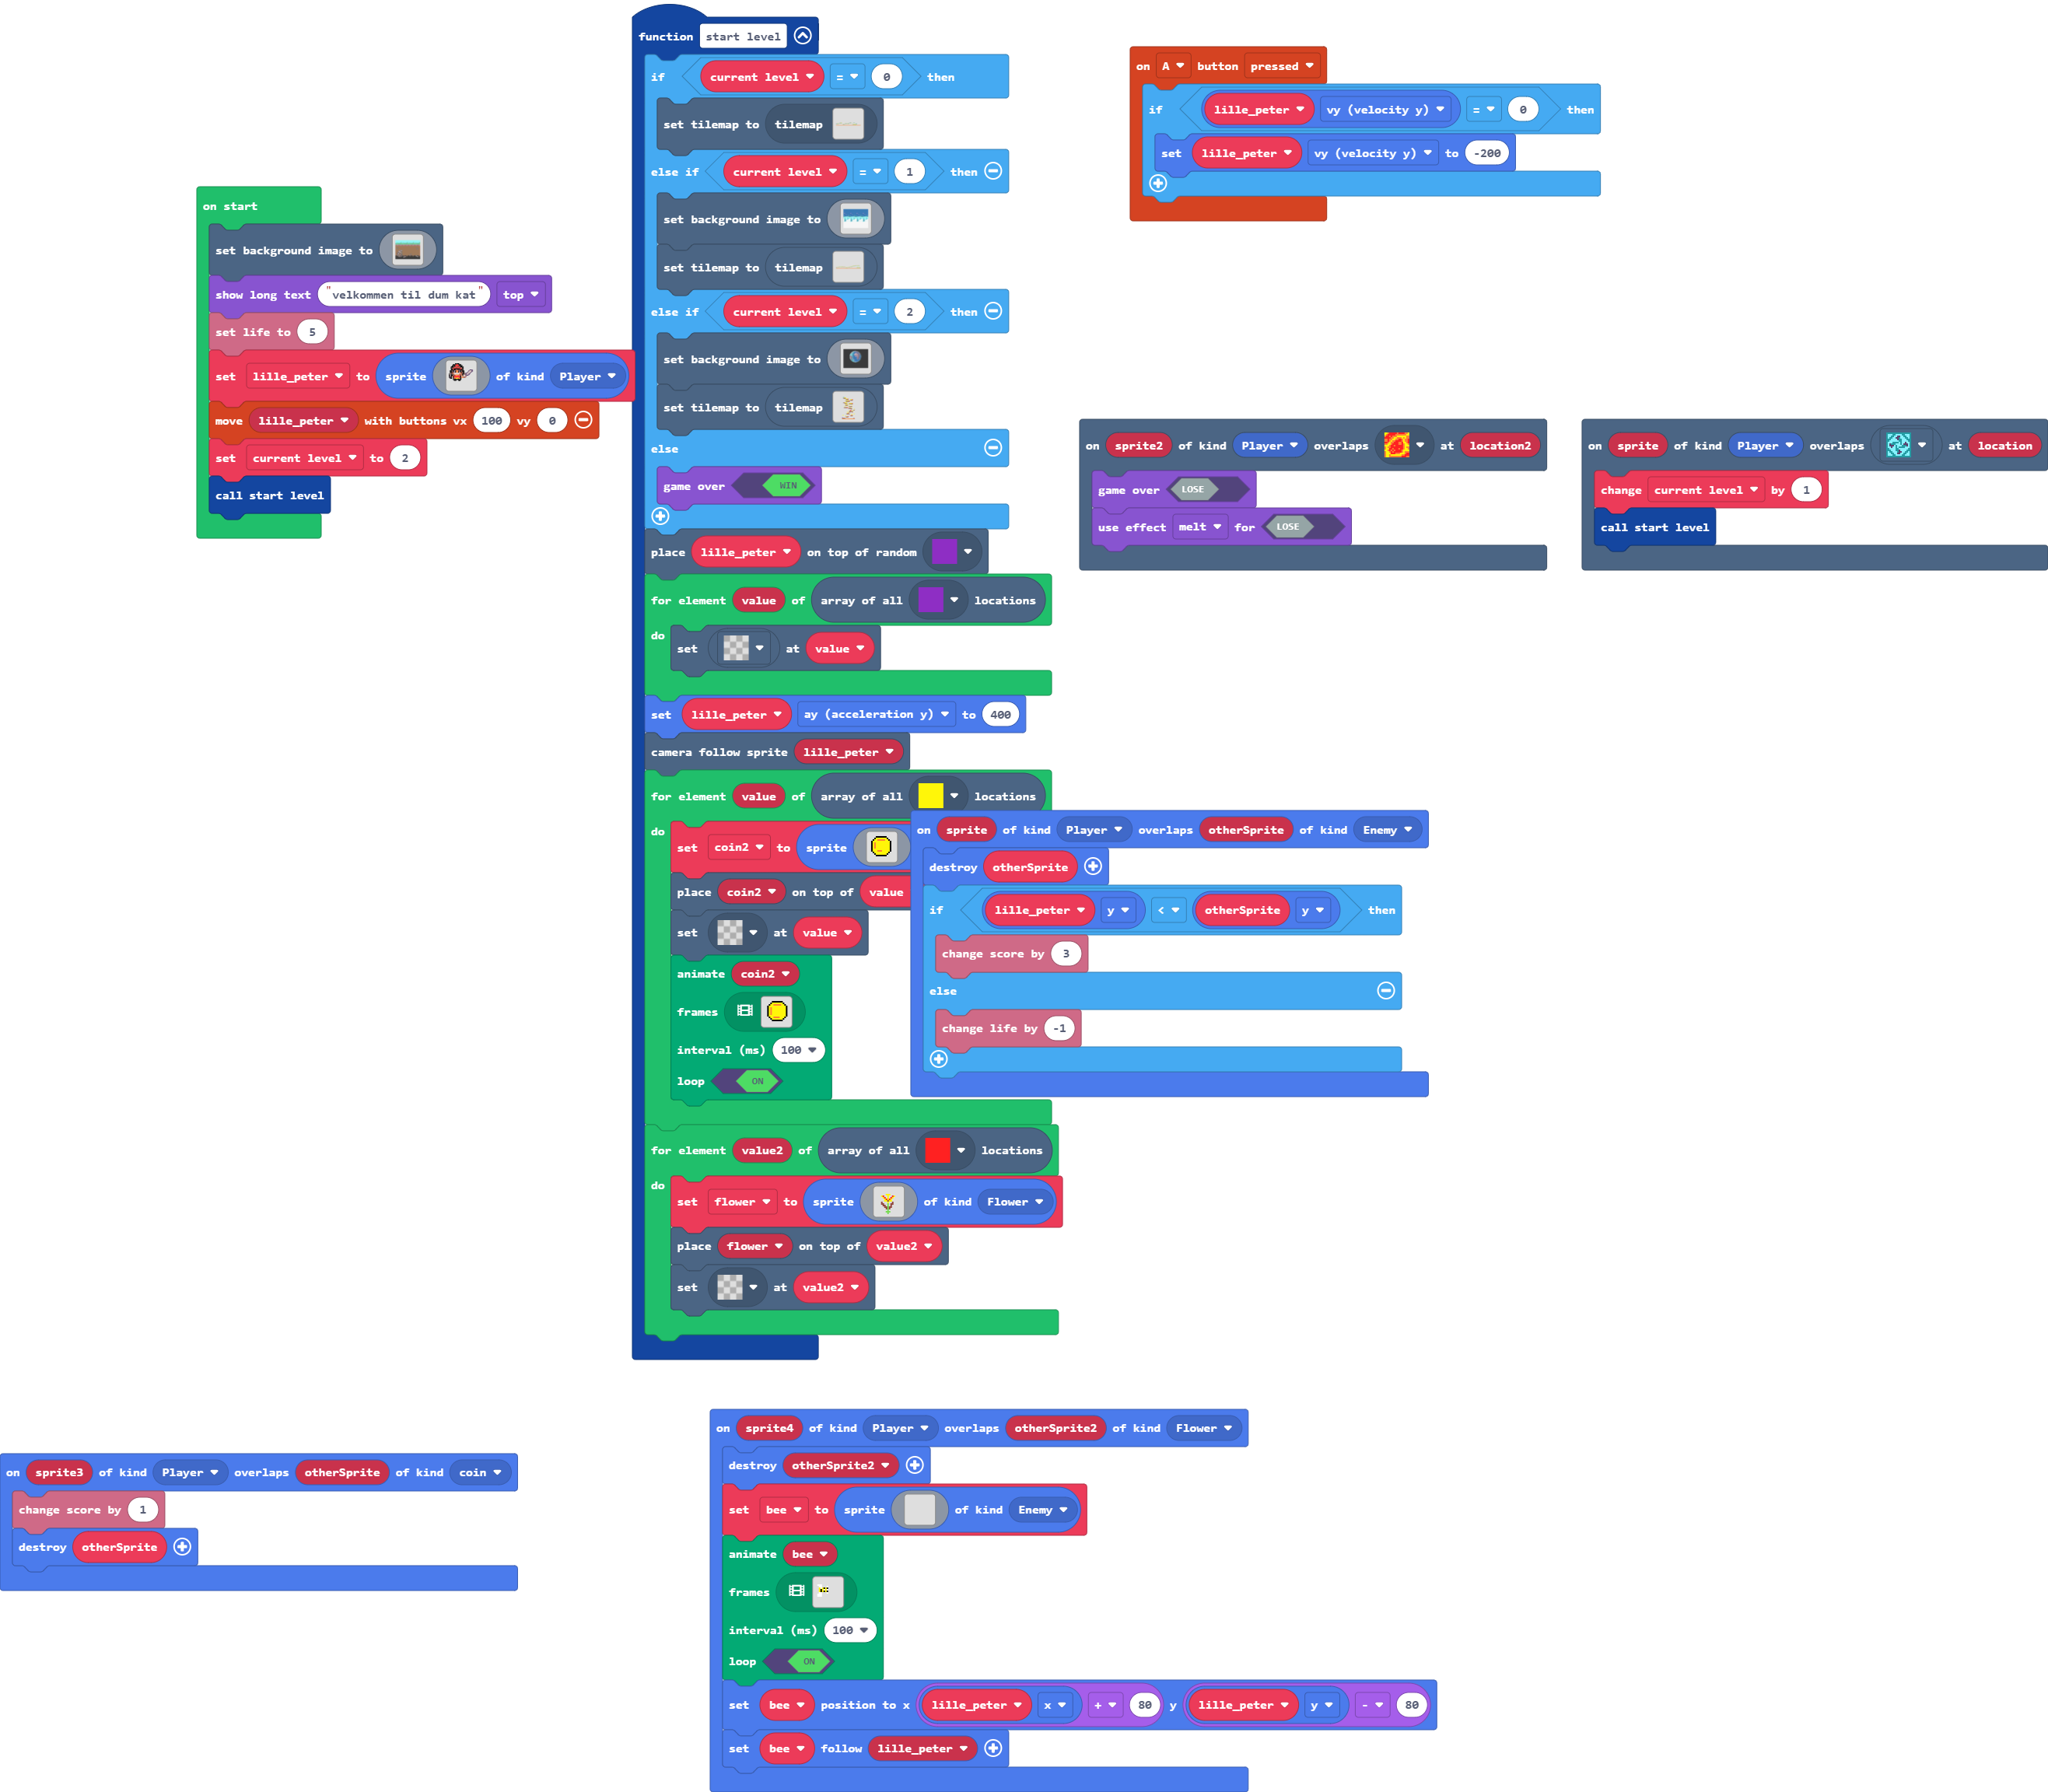 on start
set background image to
show long text "velkommen til dum kat" top
set life to 5
set lille_peter to sprite of kind Player
move lille_peter with buttons vx 100 vy 0
set current level to 2
call start level
function start level
if current level = 0 then
set tilemap to tilemap
else if current level = 1 then
set background image to
set tilemap to tilemap
else if current level = 2 then
set background image to
set tilemap to tilemap
else
game over WIN
place lille_peter on top of random
for element value of array of all locations
do set at value
set lille_peter ay (acceleration y) to 400
camera follow sprite lille_peter
for element value of array of all locations
do set coin2 to sprite
place coin2 on top of value
set at value
animate coin2
frames
interval (ms) 100
loop ON
for element value2 of array of all locations
do set flower to sprite of kind Flower
place flower on top of value2
set at value2
on A button pressed
if lille_peter vy (velocity y) = 0 then
set lille_peter vy (velocity y) to -200
on sprite2 of kind Player overlaps at location2
game over LOSE
use effect melt for LOSE
on sprite of kind Player overlaps at location
change current level by 1
call start level
on sprite of kind Player overlaps otherSprite of kind Enemy
destroy otherSprite
if lille_peter y < otherSprite y then
change score by 3
else
change life by -1
on sprite3 of kind Player overlaps otherSprite of kind coin
change score by 1
destroy otherSprite
on sprite4 of kind Player overlaps otherSprite2 of kind Flower
destroy otherSprite2
set bee to sprite of kind Enemy
animate bee
frames
interval (ms) 100
loop ON
set bee position to x lille_peter x + 80 y lille_peter y - 80
set bee follow lille_peter